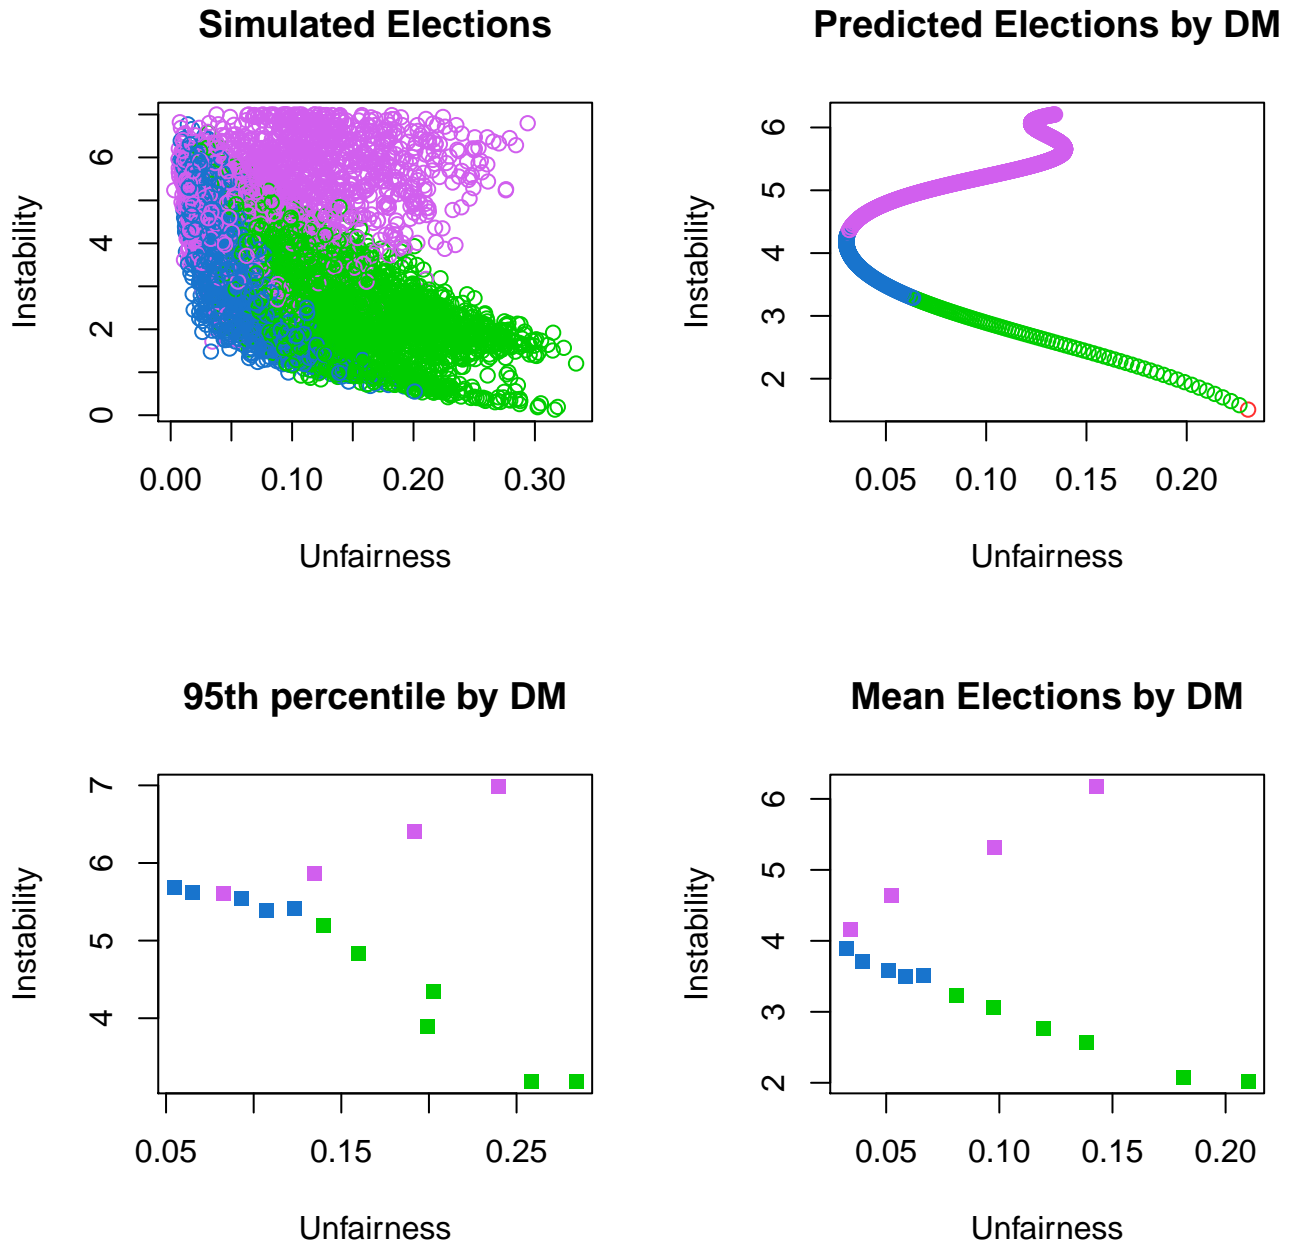 Simulated Elections
Instability
0 2 4 6
0.00 0.10 0.20 0.30
Unfairness
Predicted Elections by DM
Instability
2 3 4 5 6
0.05 0.10 0.15 0.20
Unfairness
95th percentile by DM
Instability
4 5 6 7
0.05 0.15 0.25
Unfairness
Mean Elections by DM
Instability
2 3 4 5 6
0.05 0.10 0.15 0.20
Unfairness